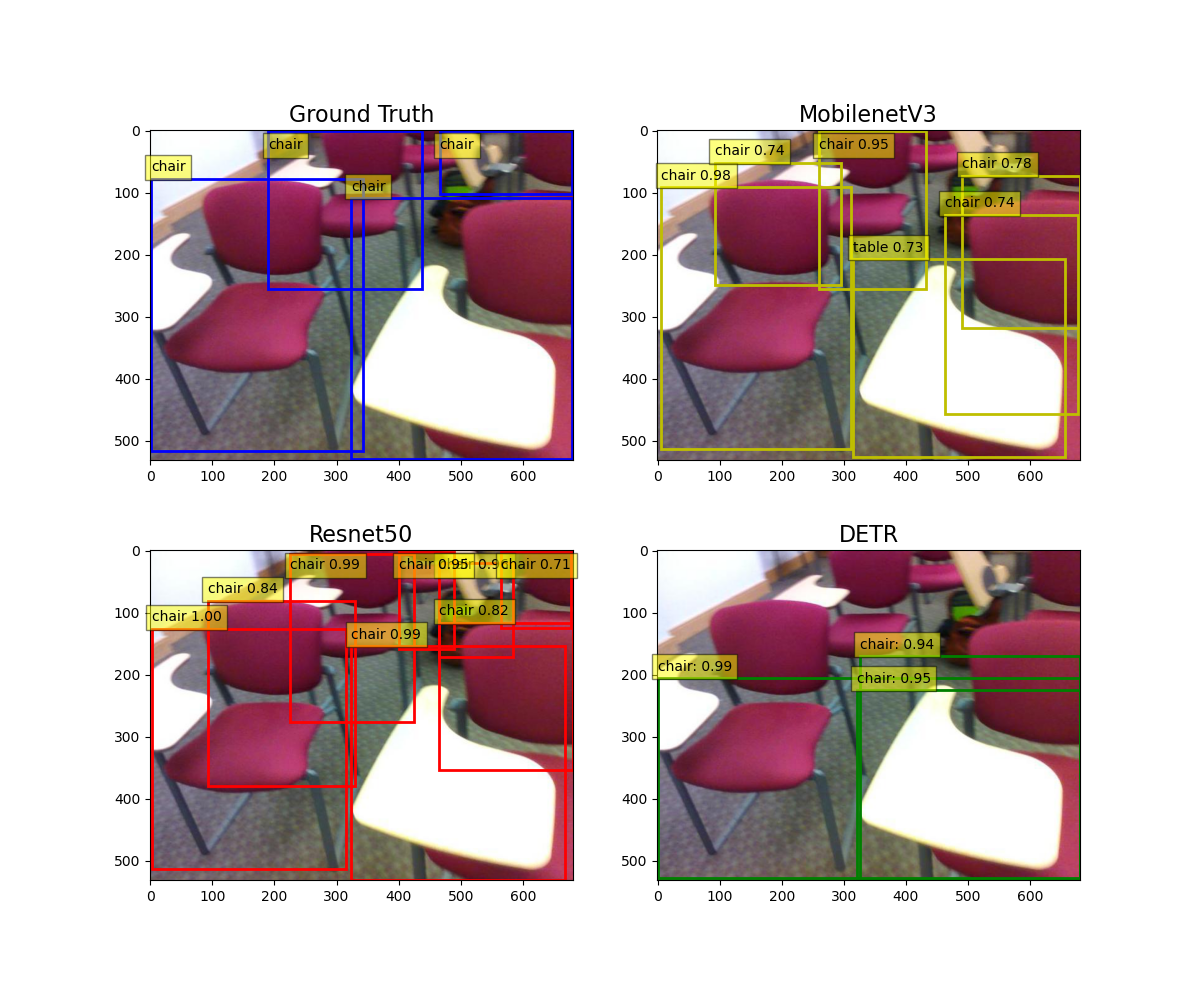 Ground Truth
MobilenetV3
0
100
200
300
400
500
0
100
200
300
400
500
600
chair
chair
chair
chair
0
100
200
300
400
500
0
100
200
300
400
500
600
chair 0.74
chair 0.95
chair 0.98
chair 0.78
chair 0.74
table 0.73
Resnet50
DETR
0
100
200
300
400
500
0
100
200
300
400
500
600
chair 0.99
chair 0.95
chair 0.71
chair 0.84
chair 0.82
chair 1.00
chair 0.99
0
100
200
300
400
500
0
100
200
300
400
500
600
chair: 0.94
chair: 0.99
chair: 0.95